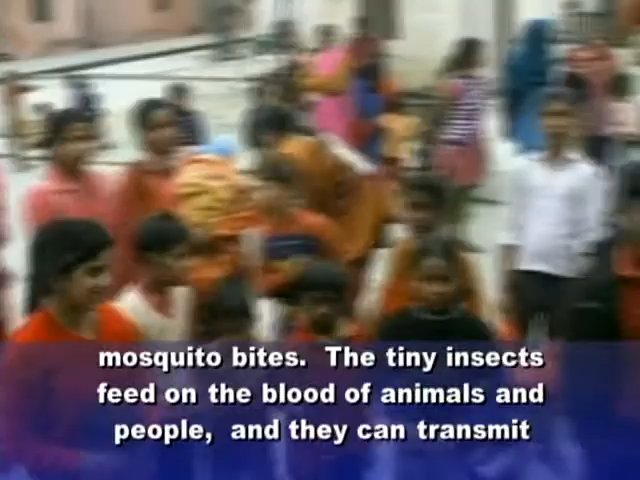 mosquito bites. The tiny insects
feed on the blood of animals and
people, and they can transmit